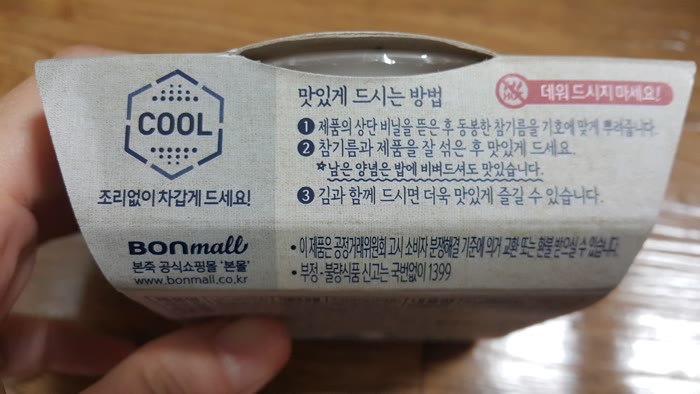 COOL
조리없이 차갑게 드세요!
맛있게 드시는 방법
데워 드시지 마세요!
1 제품의 상단 비닐을 뜯은 후 동봉한 참기름을 기호에 맞게 뿌려줍니다.
2 참기름과 제품을 잘 섞은 후 맛있게 드세요.
*남은 양념은 밥에 비벼드셔도 맛있습니다.
3 김과 함께 드시면 더욱 맛있게 즐길 수 있습니다.
BONmall
본죽 공식쇼핑몰 '본몰'
www.bonmall.co.kr
• 이 제품은 공정거래위원회 고시 소비자 분쟁해결 기준에 의거 교환 또는 환불 받으실 수 있습니다.
• 부정·불량식품 신고는 국번없이 1399